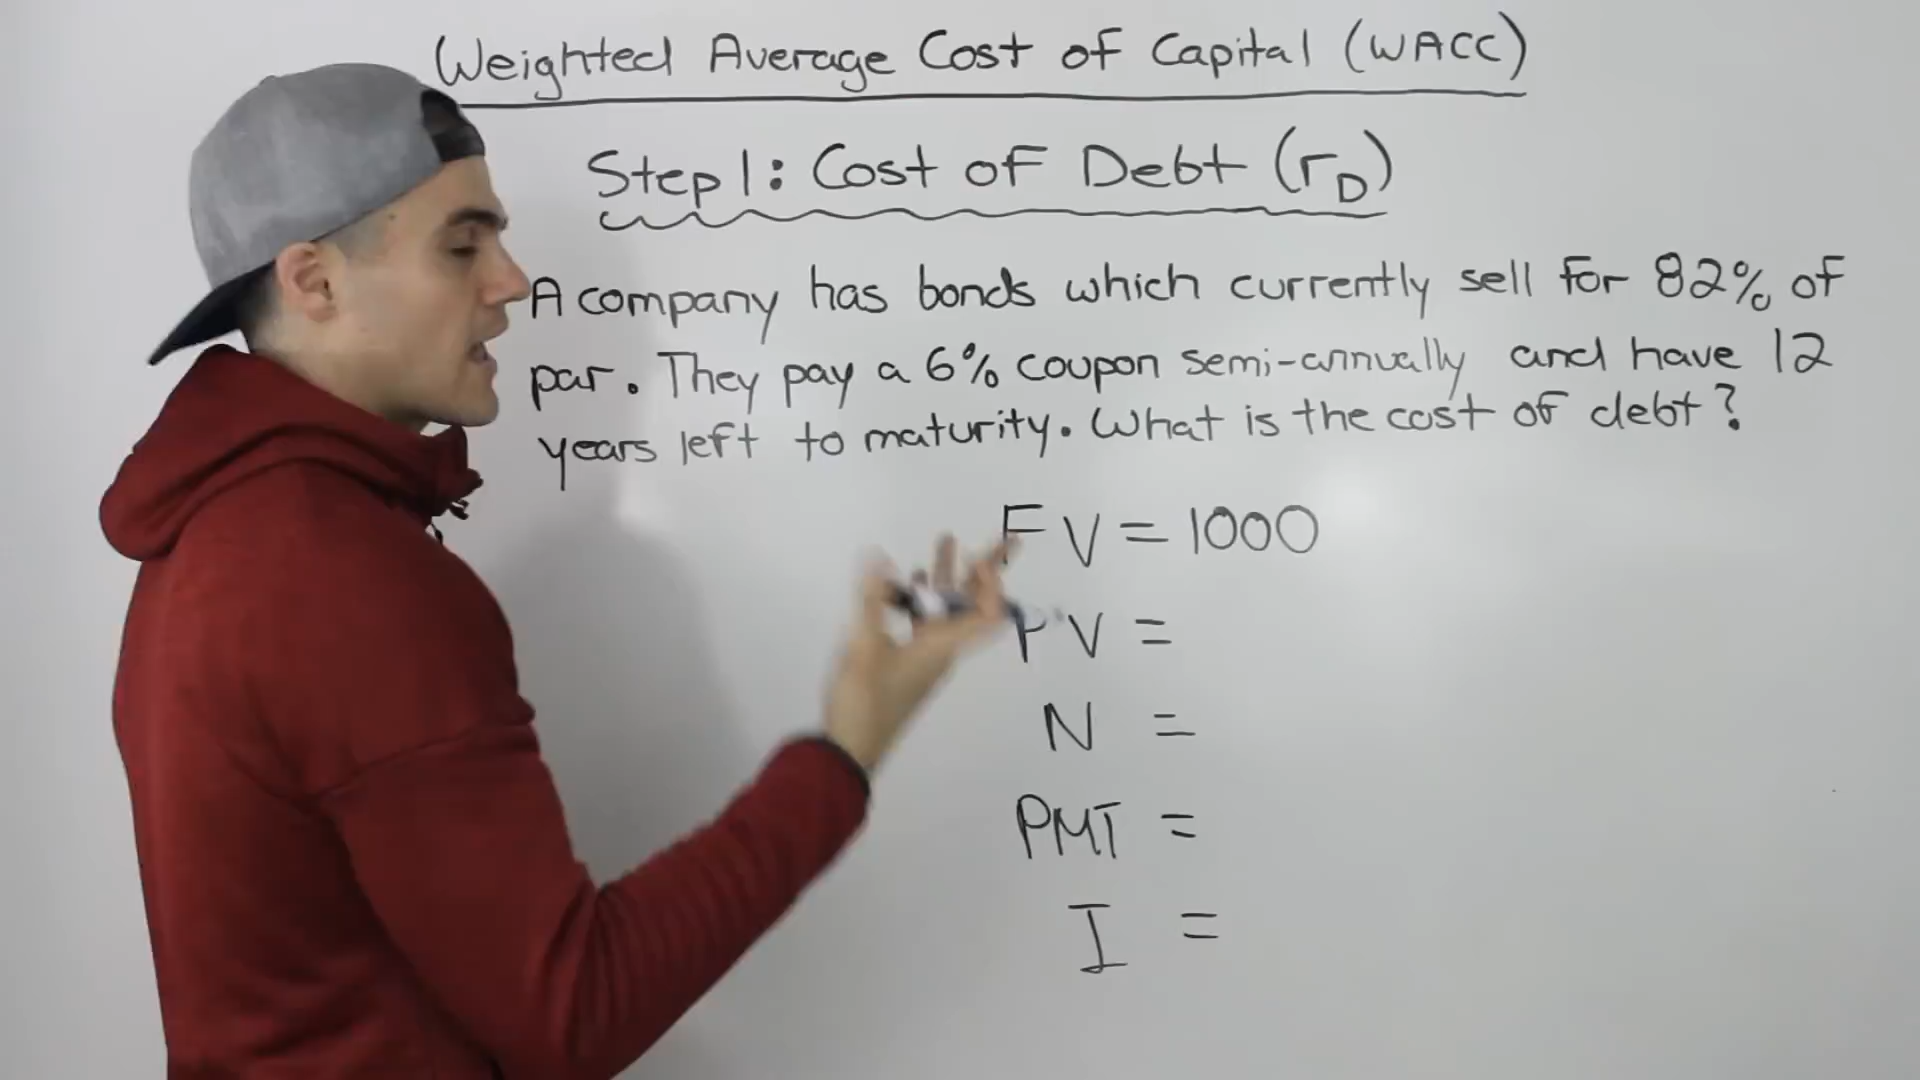 Weighted Average Cost of Capital (WACC)
Step 1: Cost of Debt (rD)
A company has bonds which currently sell for 82% of
par. They pay a 6% coupon semi-annually and have 12
years left to maturity. What is the cost of debt?
FV = 1000
PV =
N =
PMT =
I =